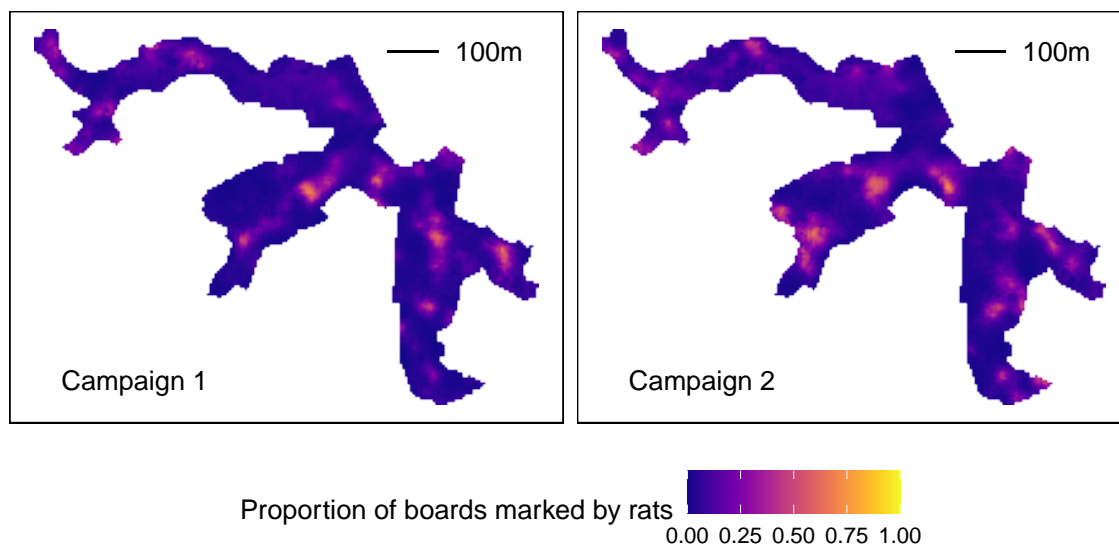 100m
100m
Campaign 1
Campaign 2
Proportion of boards marked by rats
0.00 0.25 0.50 0.75 1.00